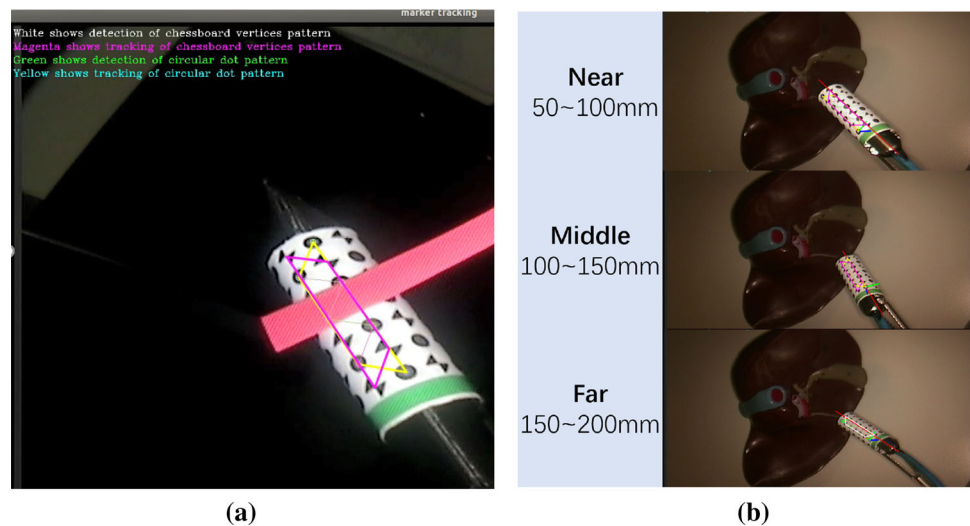 marker tracking
White shows detection of chessboard vertices pattern
Magenta shows tracking of chessboard vertices pattern
Green shows detection of circular dot pattern
Yellow shows tracking of circular dot pattern
Near
50~100mm
Middle
100~150mm
Far
150~200mm
(a)
(b)